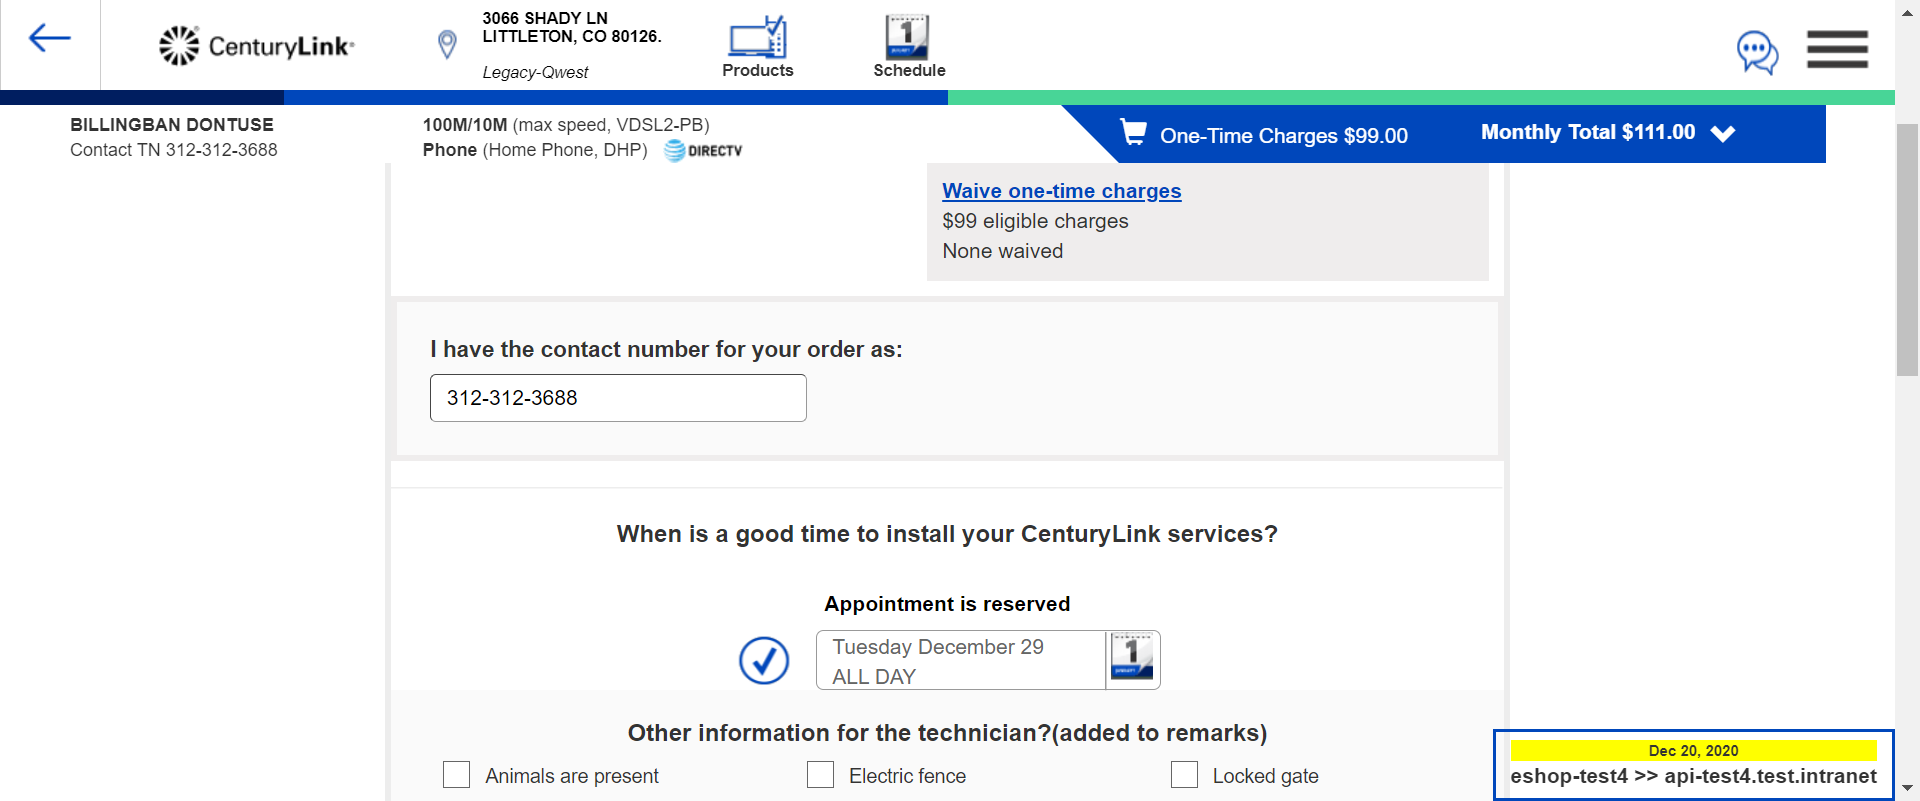 CenturyLink
3066 SHADY LN
LITTLETON, CO 80126.
Legacy-Qwest
Products
1
Schedule
BILLINGBAN DONTUSE
Contact TN 312-312-3688
100M/10M (max speed, VDSL2-PB)
Phone (Home Phone, DHP) DIRECTV
One-Time Charges $99.00
Monthly Total $111.00
Waive one-time charges
$99 eligible charges
None waived
I have the contact number for your order as:
312-312-3688
When is a good time to install your CenturyLink services?
Appointment is reserved
Tuesday December 29
ALL DAY
1
Other information for the technician?(added to remarks)
Animals are present
Electric fence
Locked gate
Dec 20, 2020
eshop-test4 >> api-test4.test.intranet